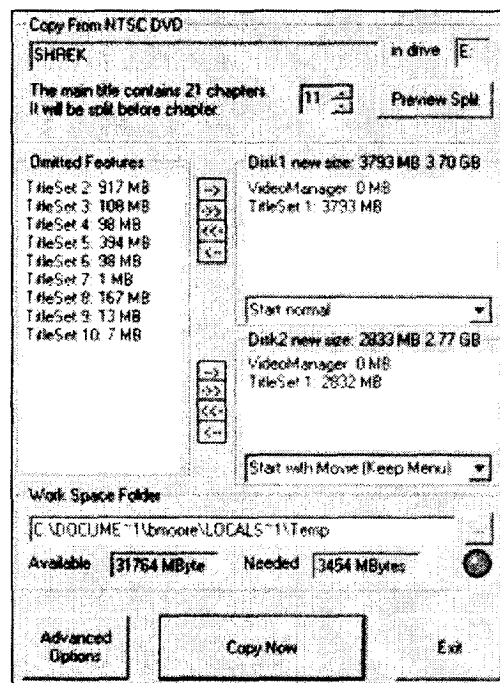 Copy From NTSC DVD
SHREK
in drive E:
The main title contains 21 chapters.
It will be split before chapter:
11
Preview Split
Omitted Features
TitleSet 2: 917 MB
TitleSet 3: 108 MB
TitleSet 4: 98 MB
TitleSet 5: 394 MB
TitleSet 6: 98 MB
TitleSet 7: 1 MB
TitleSet 8: 167 MB
TitleSet 9: 13 MB
TitleSet 10: 7 MB
->
->>
<<-
<--
Disk1 new size: 3793 MB 3.70 GB
VideoManager: 0 MB
TitleSet 1: 3793 MB
Start normal
->
->>
<<-
<--
Disk2 new size: 2833 MB 2.77 GB
VideoManager: 0 MB
TitleSet 1: 2832 MB
Start with Movie (Keep Menu)
Work Space Folder
C:\DOCUME~1\bmoore\LOCALS~1\Temp
...
Available 31764 MByte Needed 3454 MBytes
Advanced Options
Copy Now
Exit